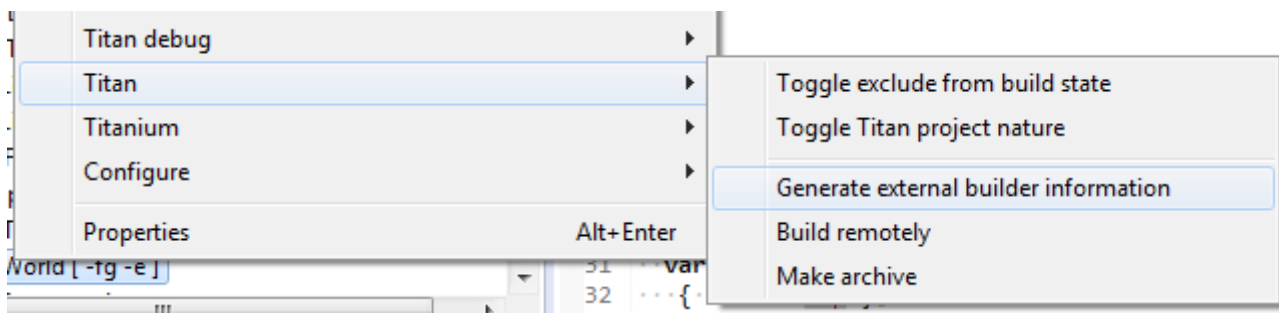 Titan debug
Titan
Titanium
Configure
Properties Alt+Enter
World [ -fg -e ]
Toggle exclude from build state
Toggle Titan project nature
Generate external builder information
Build remotely
Make archive
31 var
32 {